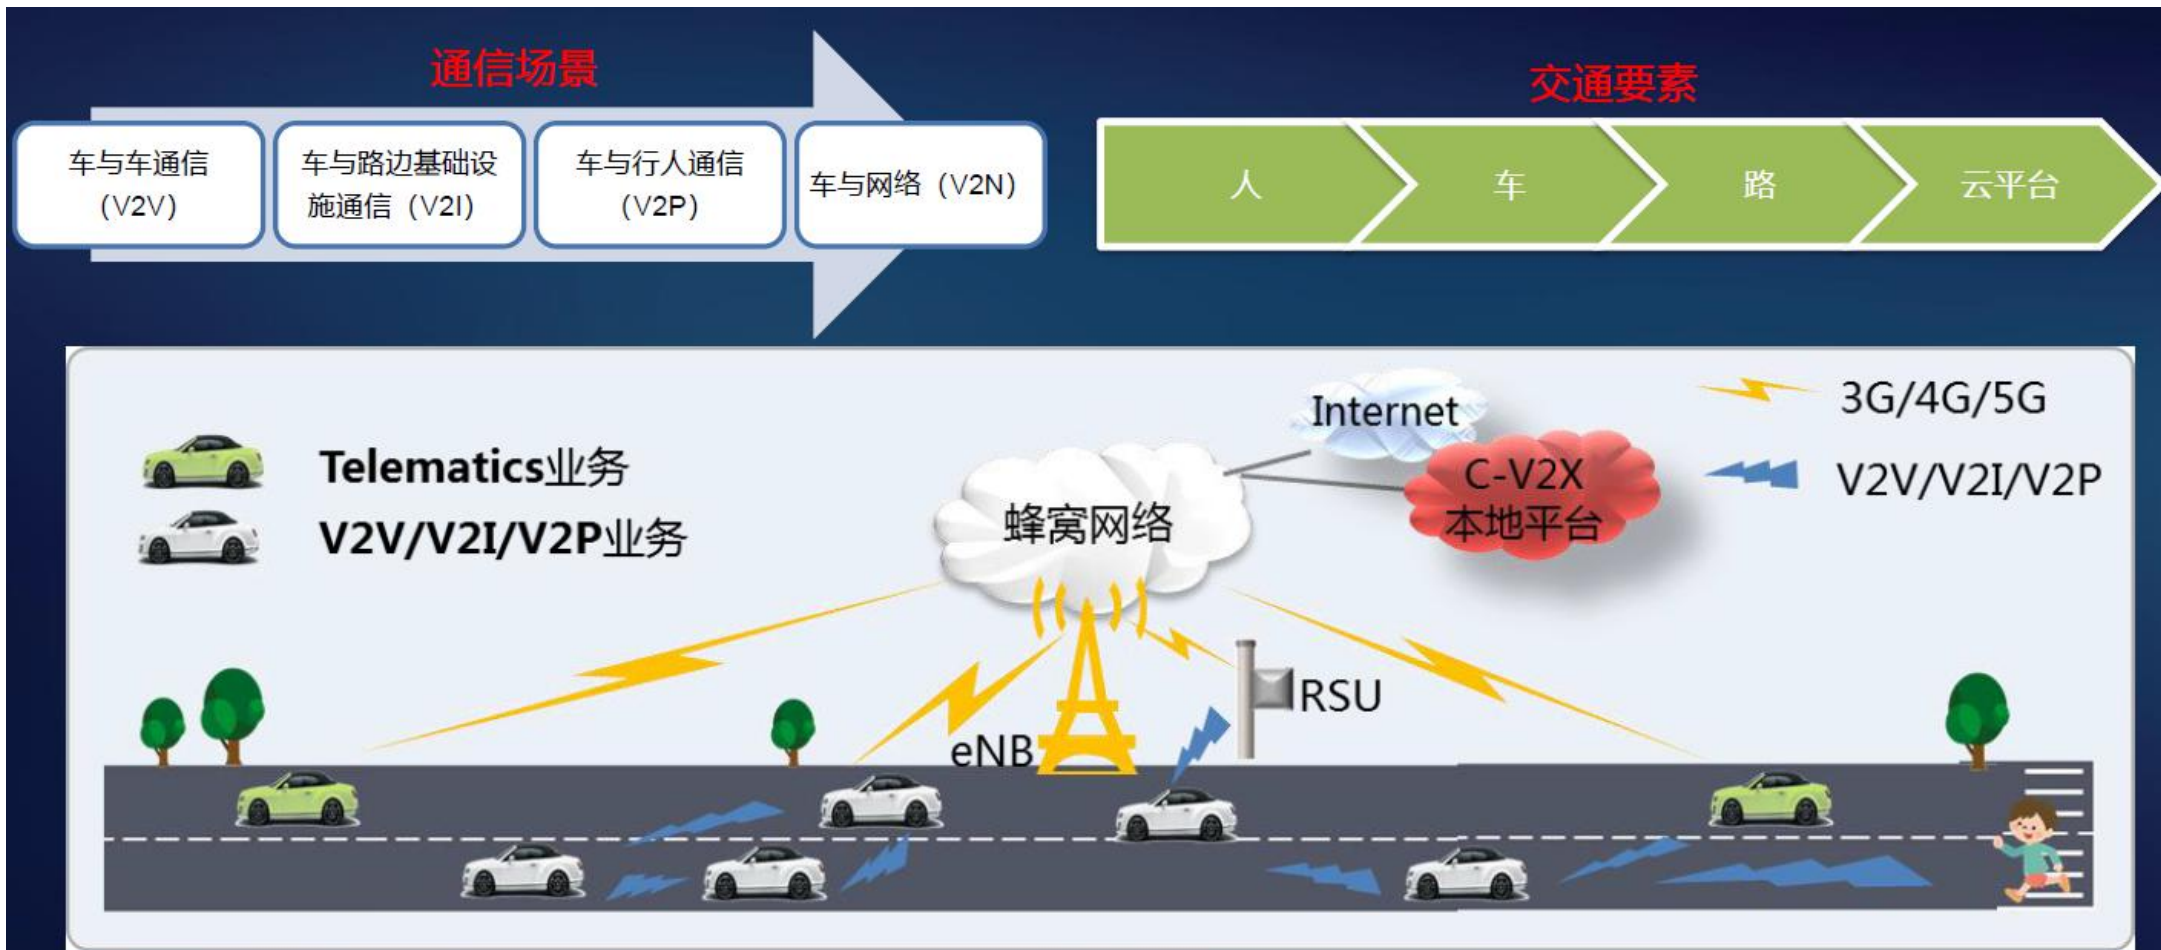 通信场景
车与车通信
（V2V）
车与路边基础设
施通信（V2I）
车与行人通信
（V2P）
车与网络（V2N）
交通要素
人
车
路
云平台
Telematics业务
V2V/V2I/V2P业务
Internet
C-V2X
本地平台
蜂窝网络
3G/4G/5G
V2V/V2I/V2P
eNB
RSU